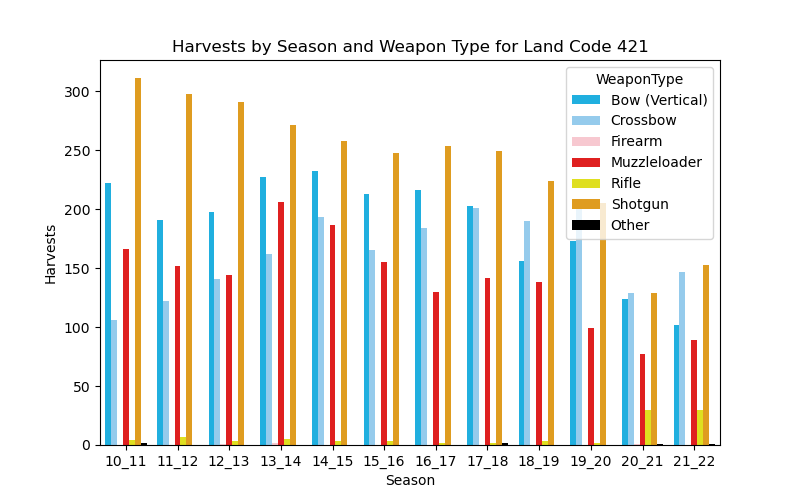 Harvests by Season and Weapon Type for Land Code 421
300
250
200
150
100
50
0
Harvests
WeaponType
Bow (Vertical)
Crossbow
Firearm
Muzzleloader
Rifle
Shotgun
Other
10_11 11_12 12_13 13_14 14_15 15_16 16_17 17_18 18_19 19_20 20_21 21_22
Season